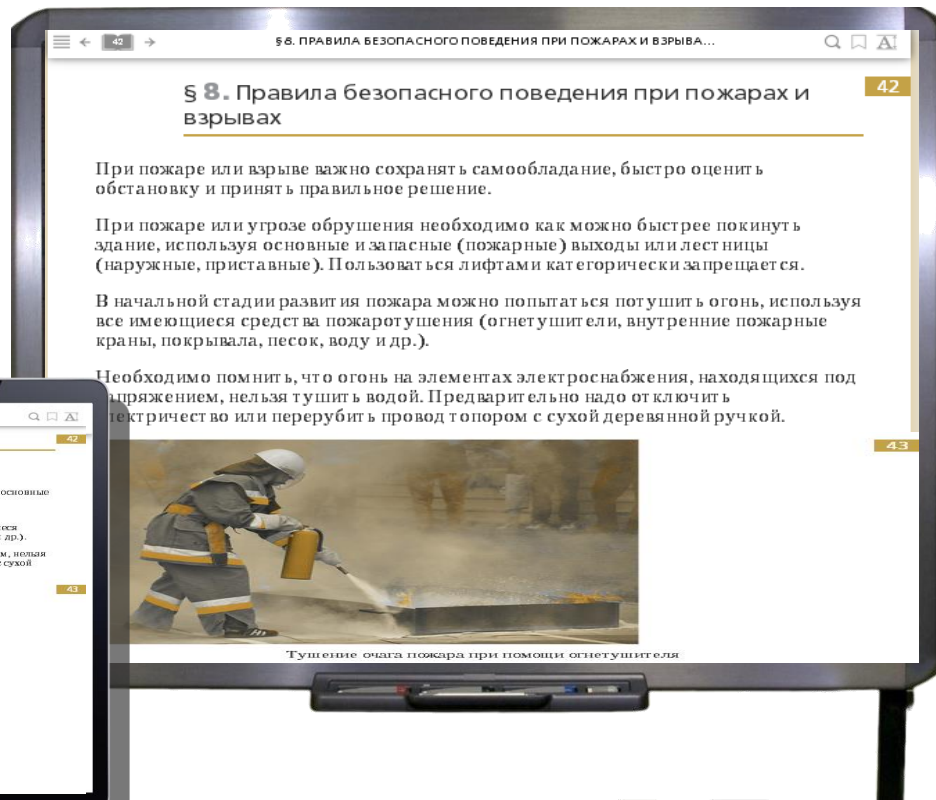 42
§ 8. ПРАВИЛА БЕЗОПАСНОГО ПОВЕДЕНИЯ ПРИ ПОЖАРАХ И ВЗРЫВА...
§ 8. Правила безопасного поведения при пожарах и
взрывах
42
При пожаре или взрыве важно сохранять самообладание, быстро оценить
обстановку и принять правильное решение.
При пожаре или угрозе обрушения необходимо как можно быстрее покинуть
здание, используя основные и запасные (пожарные) выходы или лестницы
(наружные, приставные). Пользоваться лифтами категорически запрещается.
В начальной стадии развития пожара можно попытаться потушить огонь, используя
все имеющиеся средства пожаротушения (огнетушители, внутренние пожарные
краны, покрывала, песок, воду и др.).
Необходимо помнить, что огонь на элементах электроснабжения, находящихся под
апряжением, нельзя тушить водой. Предварительно надо отключить
лектричество или перерубить провод топором с сухой деревянной ручкой.
43
Тушение очага пожара при помощи огнетушителя
42
основные
еся
др.).
м, нельзя
с сухой
43